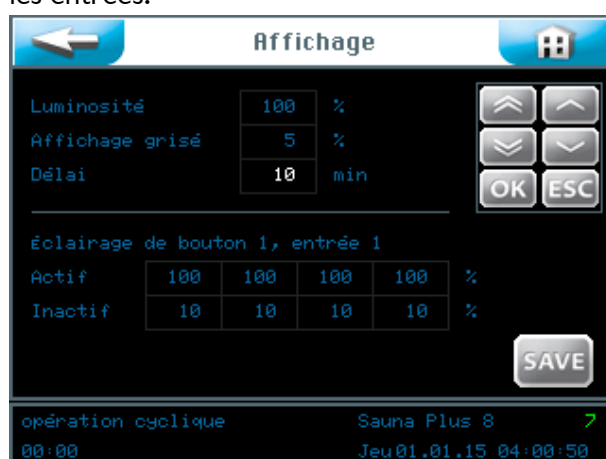 les entrées.
Affichage
Luminosité 100 %
Affichage grisé 5 %
Délai 10 min
OK ESC
Éclairage de bouton 1, entrée 1
Actif 100 100 100 100 %
Inactif 10 10 10 10 %
SAVE
opération cyclique Sauna Plus 8 7
00:00 Jeu 01.01.15 04:00:50